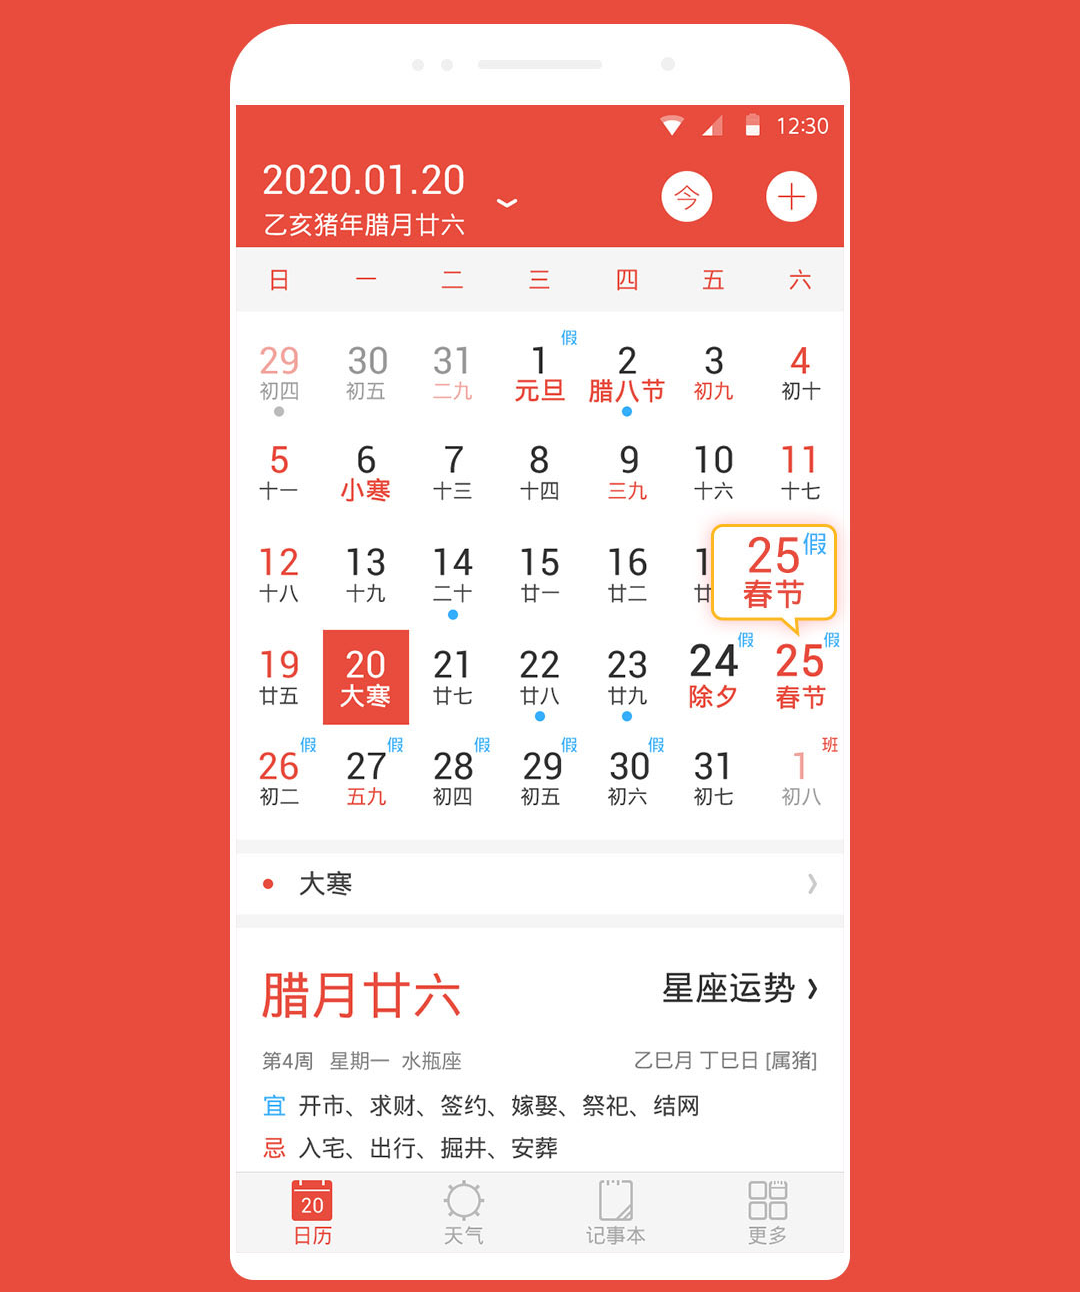 12:30
2020.01.20
乙亥猪年腊月廿六
今
日 一 二 三 四 五 六
29 30 31 1 假 2 3 4
初四 初五 二九 元旦 腊八节 初九 初十
5 6 7 8 9 10 11
十一 小寒 十三 十四 三九 十六 十七
25 假
春节
12 13 14 15 16 1
十八 十九 二十 廿一 廿二 廿
19 20 21 22 23 24 假 25 假
廿五 大寒 廿七 廿八 廿九 除夕 春节
26 假 27 假 28 假 29 假 30 假 31 1 班
初二 五九 初四 初五 初六 初七 初八
大寒
腊月廿六 星座运势
第4周 星期一 水瓶座 乙巳月 丁巳日 [属猪]
宜 开市、求财、签约、嫁娶、祭祀、结网
忌 入宅、出行、掘井、安葬
20
日历 天气 记事本 更多